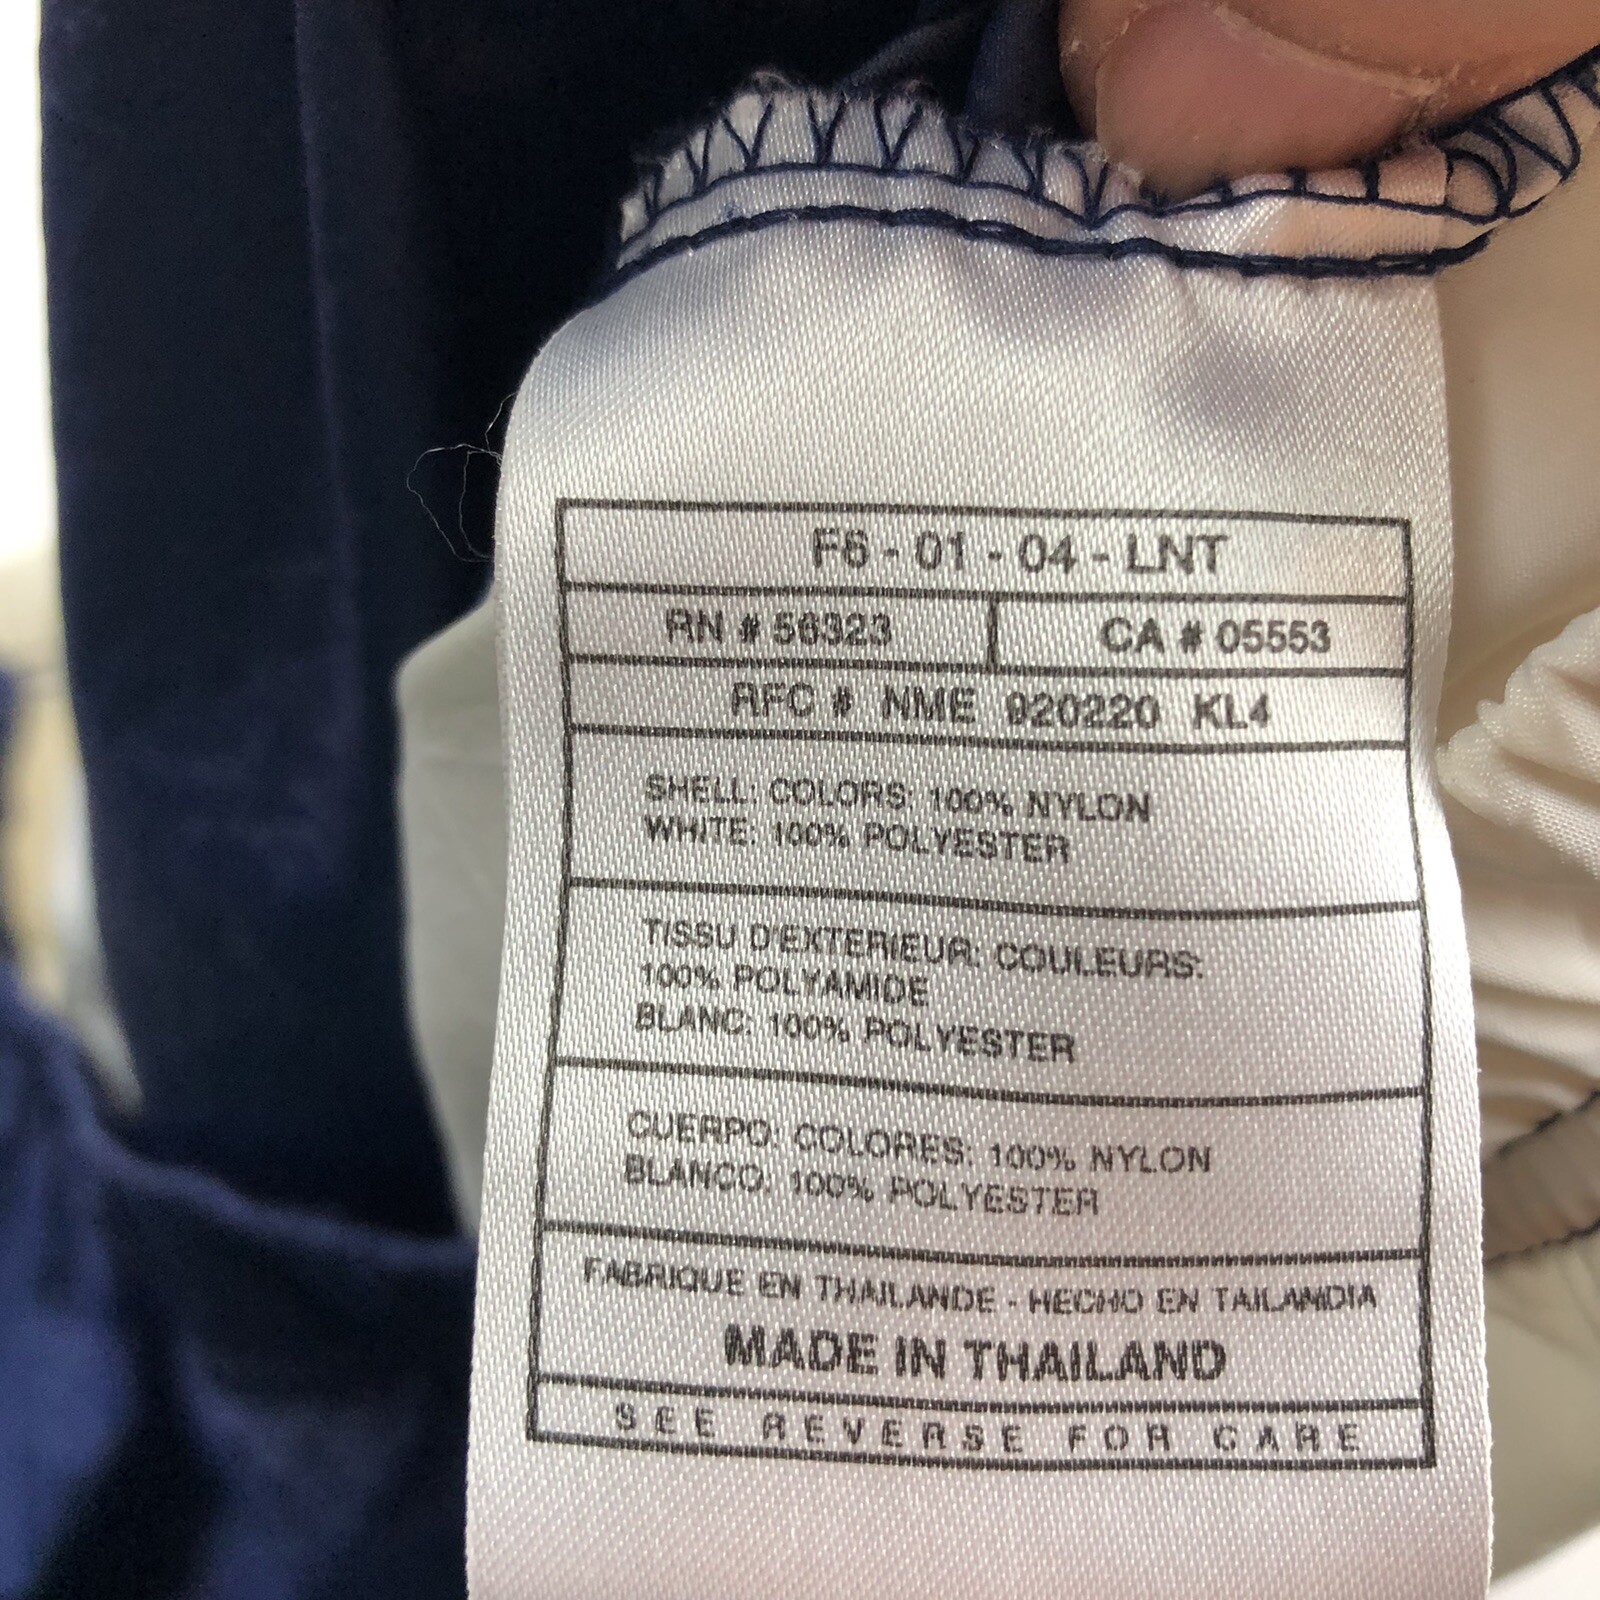 F6 - 01 - 04 - LNT
RN # 56323 CA # 05553
RFC # NME 920220 KL4
SHELL: COLORS: 100% NYLON
WHITE: 100% POLYESTER
TISSU D'EXTERIEUR: COULEURS:
100% POLYAMIDE
BLANC: 100% POLYESTER
CUERPO: COLORES: 100% NYLON
BLANCO: 100% POLYESTER
FABRIQUE EN THAILANDE - HECHO EN TAILANDIA
MADE IN THAILAND
SEE REVERSE FOR CARE